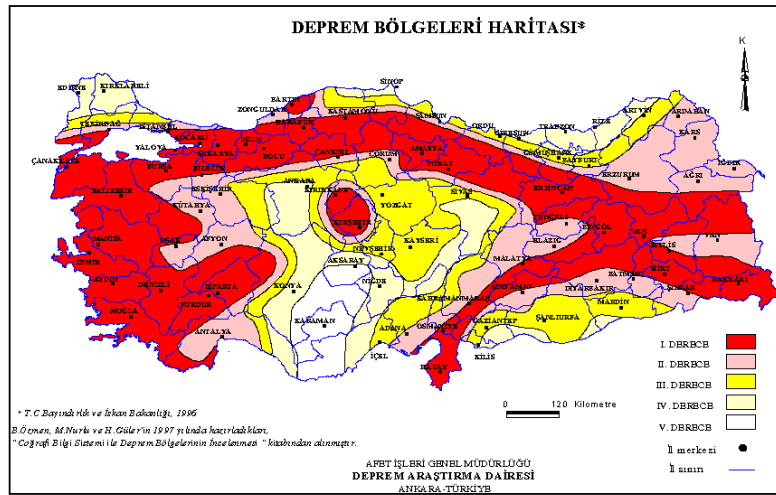 DEPREM BÖLGELERİ HARİTASI*
K
SİNOP
EDİRNE
KIRKLARELİ
BARTIN
ZONGULDAK
KASTAMONU
SAMSUN
ARTVİN
ARDAHAN
TEKİRDAĞ
İSTANBUL
KARABÜK
ORDU
GİRESUN
TRABZON
RİZE
KARS
KOCAELİ
SAKARYA
DÜZCE
BOLU
ÇANKIRI
ÇORUM
AMASYA
TOKAT
GÜMÜŞHANE
BAYBURT
YALOVA
ÇANAKKALE
BURSA
BİLECİK
ERZURUM
IĞDIR
AĞRI
BALIKESİR
ESKİŞEHİR
ANKARA
KIRIKKALE
YOZGAT
SİVAS
ERZİNCAN
KÜTAHYA
KIRŞEHİR
TUNCELİ
BİNGÖL
MUŞ
VAN
MANİSA
UŞAK
AFYON
NEVŞEHİR
KAYSERİ
ELAZIĞ
BİTLİS
İZMİR
AKSARAY
MALATYA
BATMAN
SİİRT
AYDIN
DENİZLİ
ISPARTA
BURDUR
KONYA
NİĞDE
KAHRAMANMARAŞ
ADIYAMAN
DİYARBAKIR
ŞIRNAK
HAKKARİ
MUĞLA
MARDİN
ANTALYA
KARAMAN
ADANA
OSMANİYE
GAZİANTEP
ŞANLIURFA
İÇEL
KİLİS
HATAY
I. DERECE
II. DERECE
III. DERECE
IV. DERECE
V. DERECE
İl merkezi
İl sınırı
0 120 Kilometre
* T.C.Bayındırlık ve İskan Bakanlığı, 1996
B.Özmen, M.Nurlu ve H.Güler'in 1997 yılında hazırladıkları,
"Coğrafi Bilgi Sistemi ile Deprem Bölgelerinin İncelenmesi" kitabından alınmıştır.
AFET İŞLERİ GENEL MÜDÜRLÜĞÜ
DEPREM ARAŞTIRMA DAİRESİ
ANKARA-TÜRKİYE